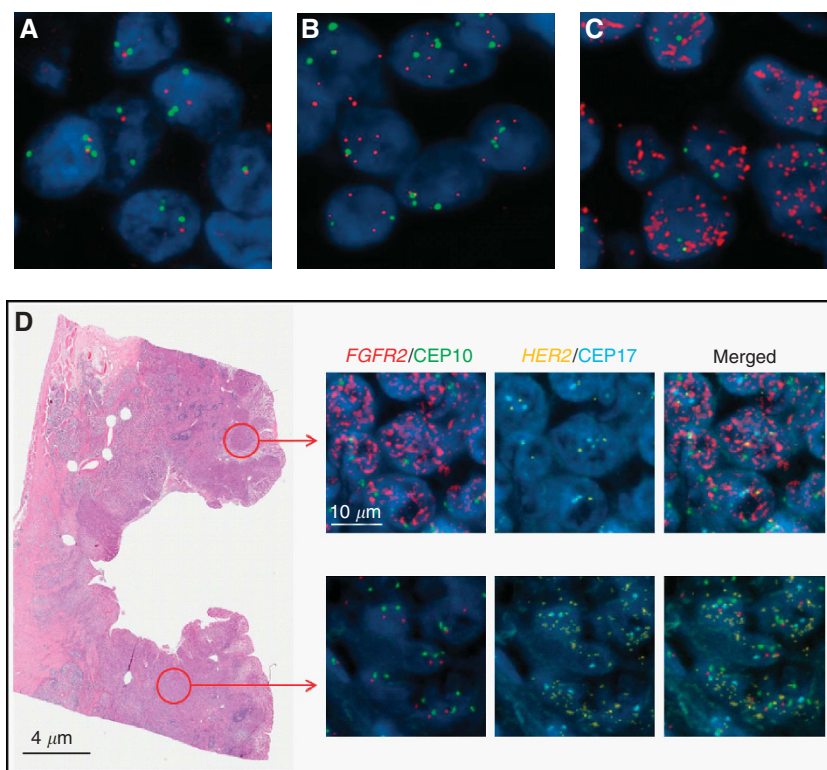 A
B
C
D
FGFR2/CEP10
HER2/CEP17
Merged
10 μm
4 μm